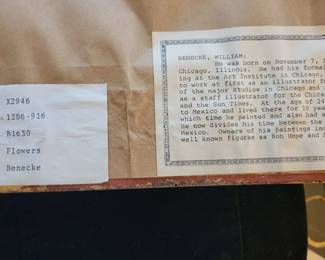 X2946
1206-916
B1630
Flowers
Benecke
BENECKE, WILLIAM:
He was born on November 7, 1
Chicago, Illinois. He had his formal
ing at the Art Institute in Chicago,
to work at first as an illustrator f
of the major studios in Chicago and
as a staff illustrator for the Chica
and the Sun Times. At the age of 24
to Mexico and lived there for 18 yea
which time he painted and also had
He now divides his time between the
Mexico. Owners of his paintings in
well known figures as Bob Hope and